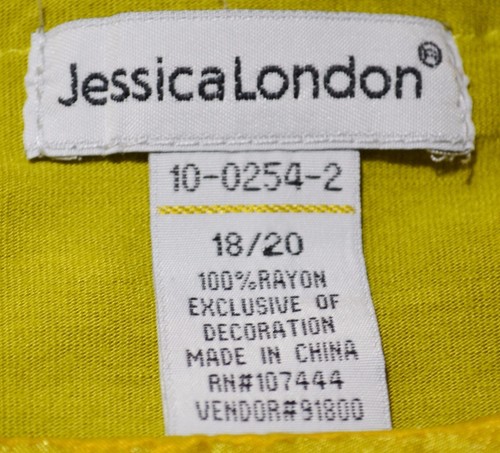 JessicaLondon®
10-0254-2
18/20
100%RAYON
EXCLUSIVE OF
DECORATION
MADE IN CHINA
RN#107444
VENDOR#91800